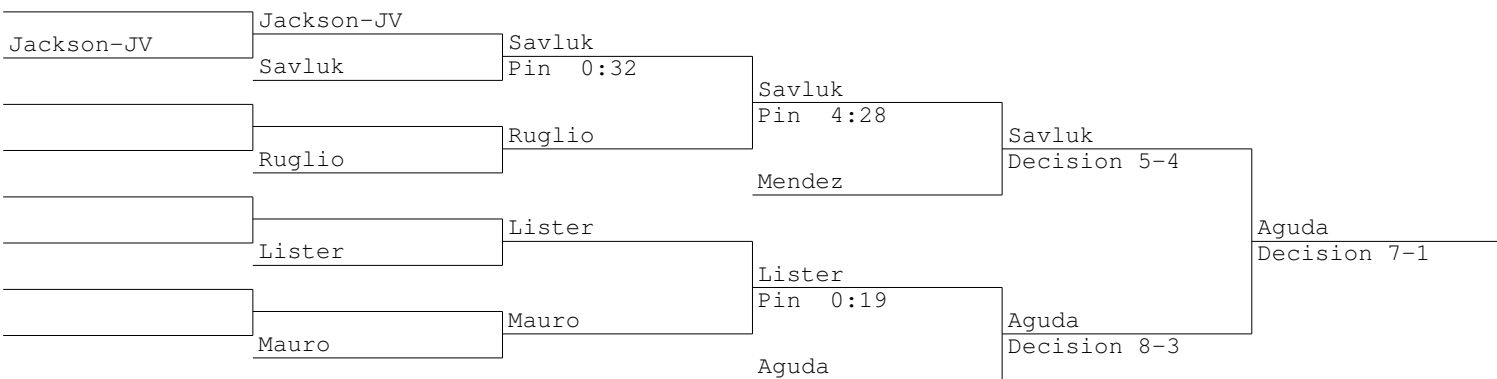 Jackson-JV
Jackson-JV
Savluk
Savluk
Pin 0:32
Ruglio
Ruglio
Savluk
Pin 4:28
Mendez
Savluk
Decision 5-4
Lister
Lister
Mauro
Mauro
Lister
Pin 0:19
Aguda
Aguda
Decision 8-3
Aguda
Decision 7-1